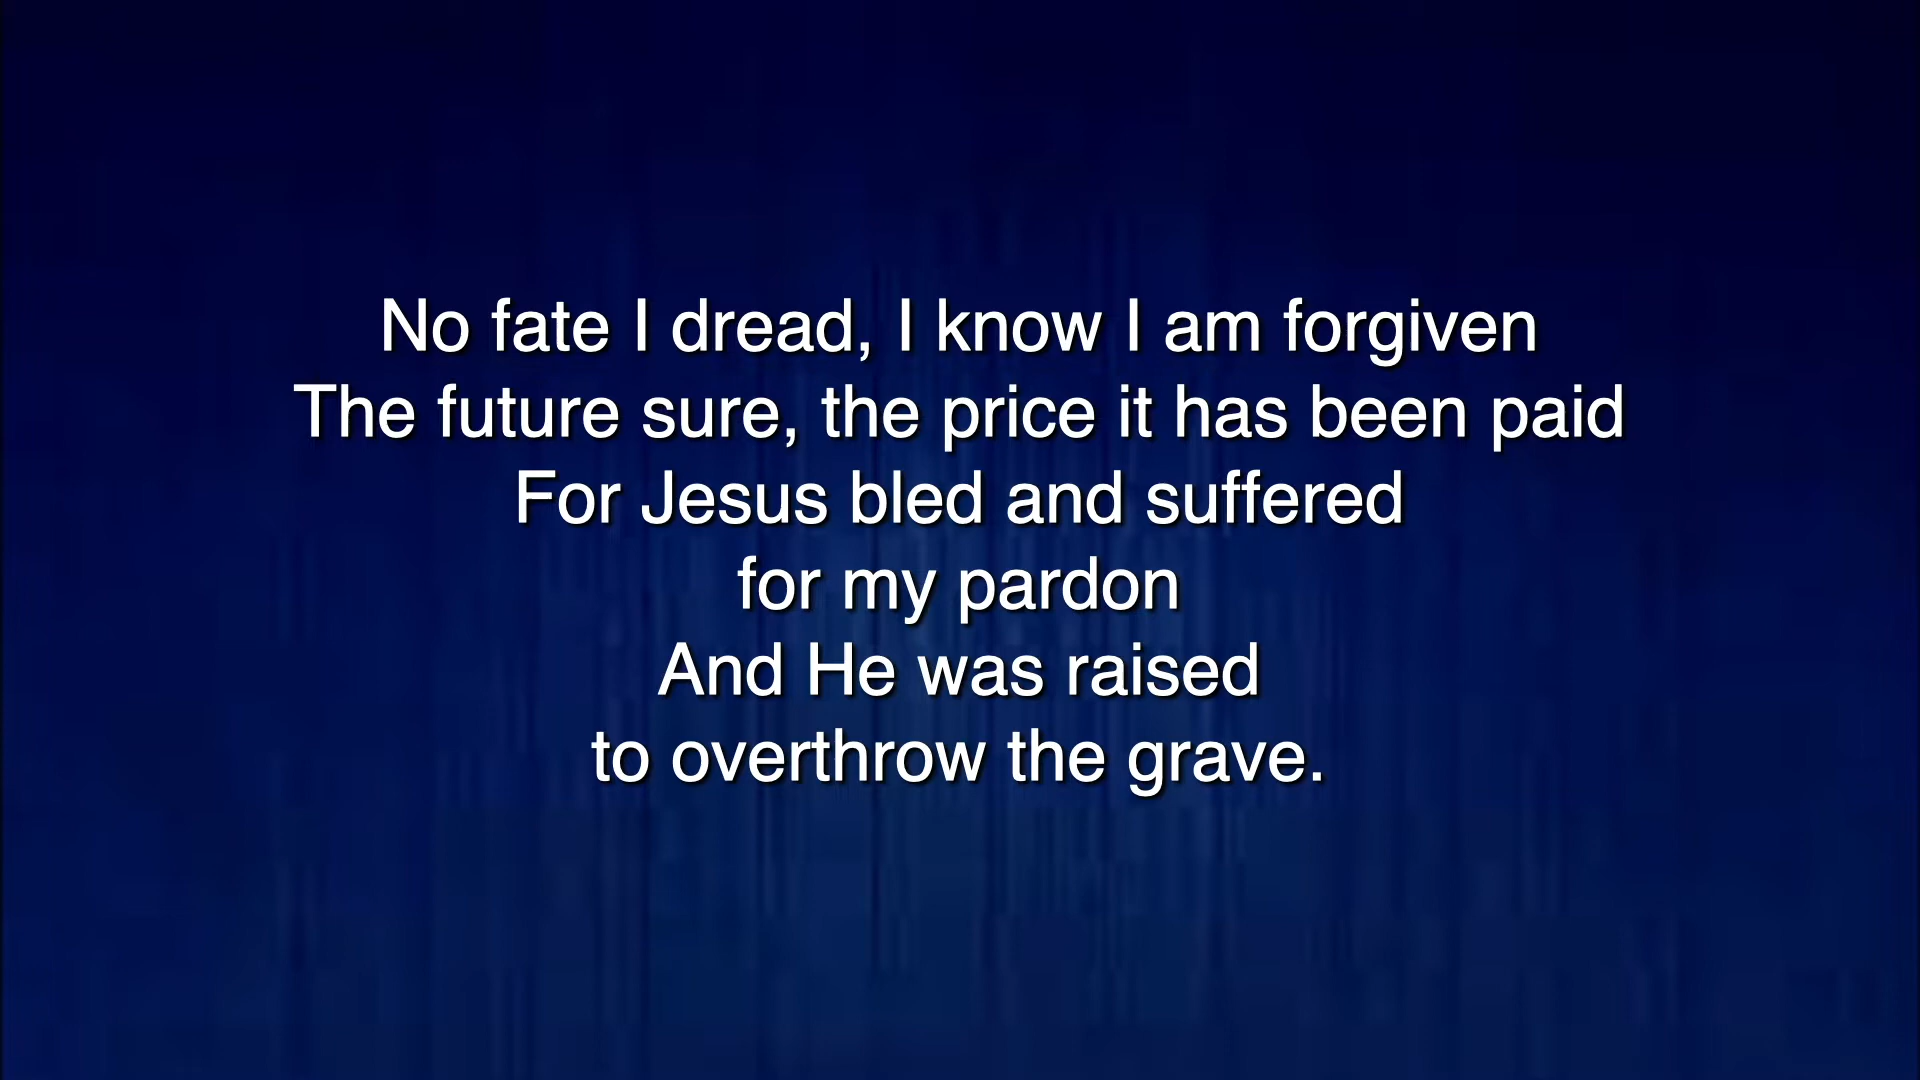 No fate I dread, I know I am forgiven
The future sure, the price it has been paid
For Jesus bled and suffered
for my pardon
And He was raised
to overthrow the grave.